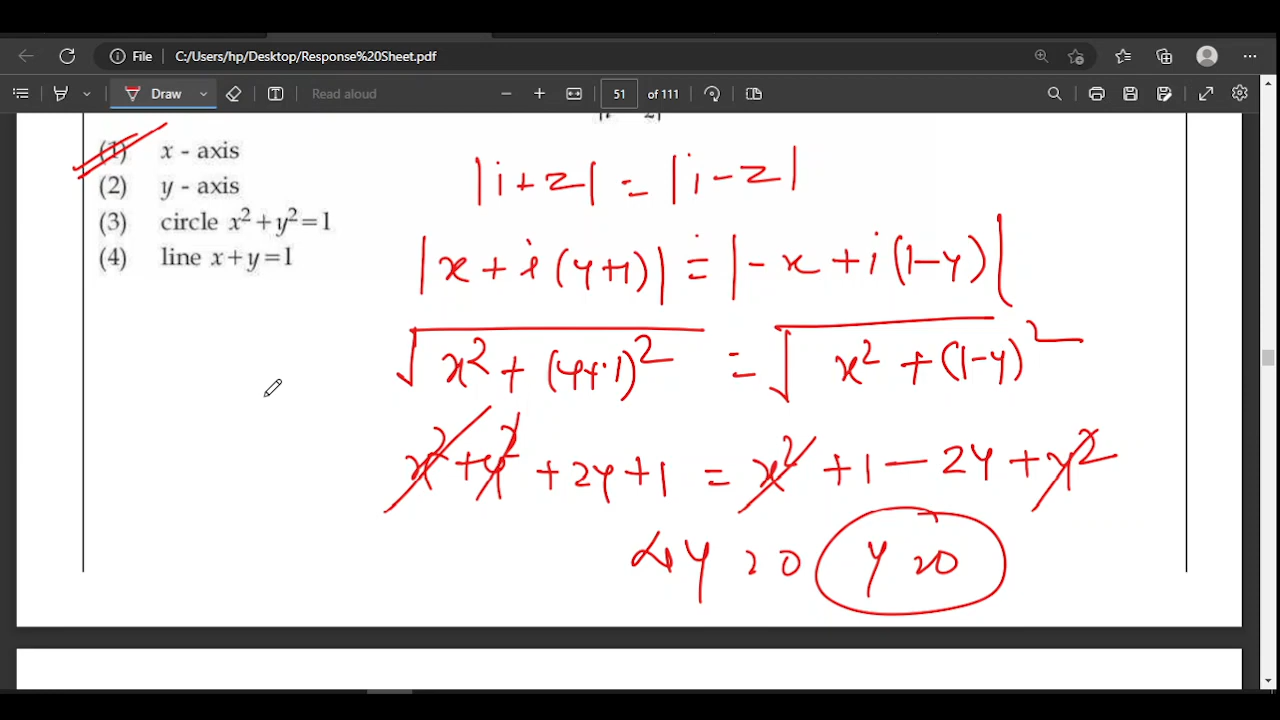 File C:/Users/hp/Desktop/Response%20Sheet.pdf
Draw Read aloud 51 of 111
(1) x - axis
(2) y - axis
(3) circle x²+y²=1
(4) line x+y=1
|i+z| = |i-z|
|x+i(y+1)| = |-x+i(1-y)|
√x²+(y+1)² = √x²+(1-y)²
x²+y²+2y+1 = x²+1-2y+y²
4y=0 y=0